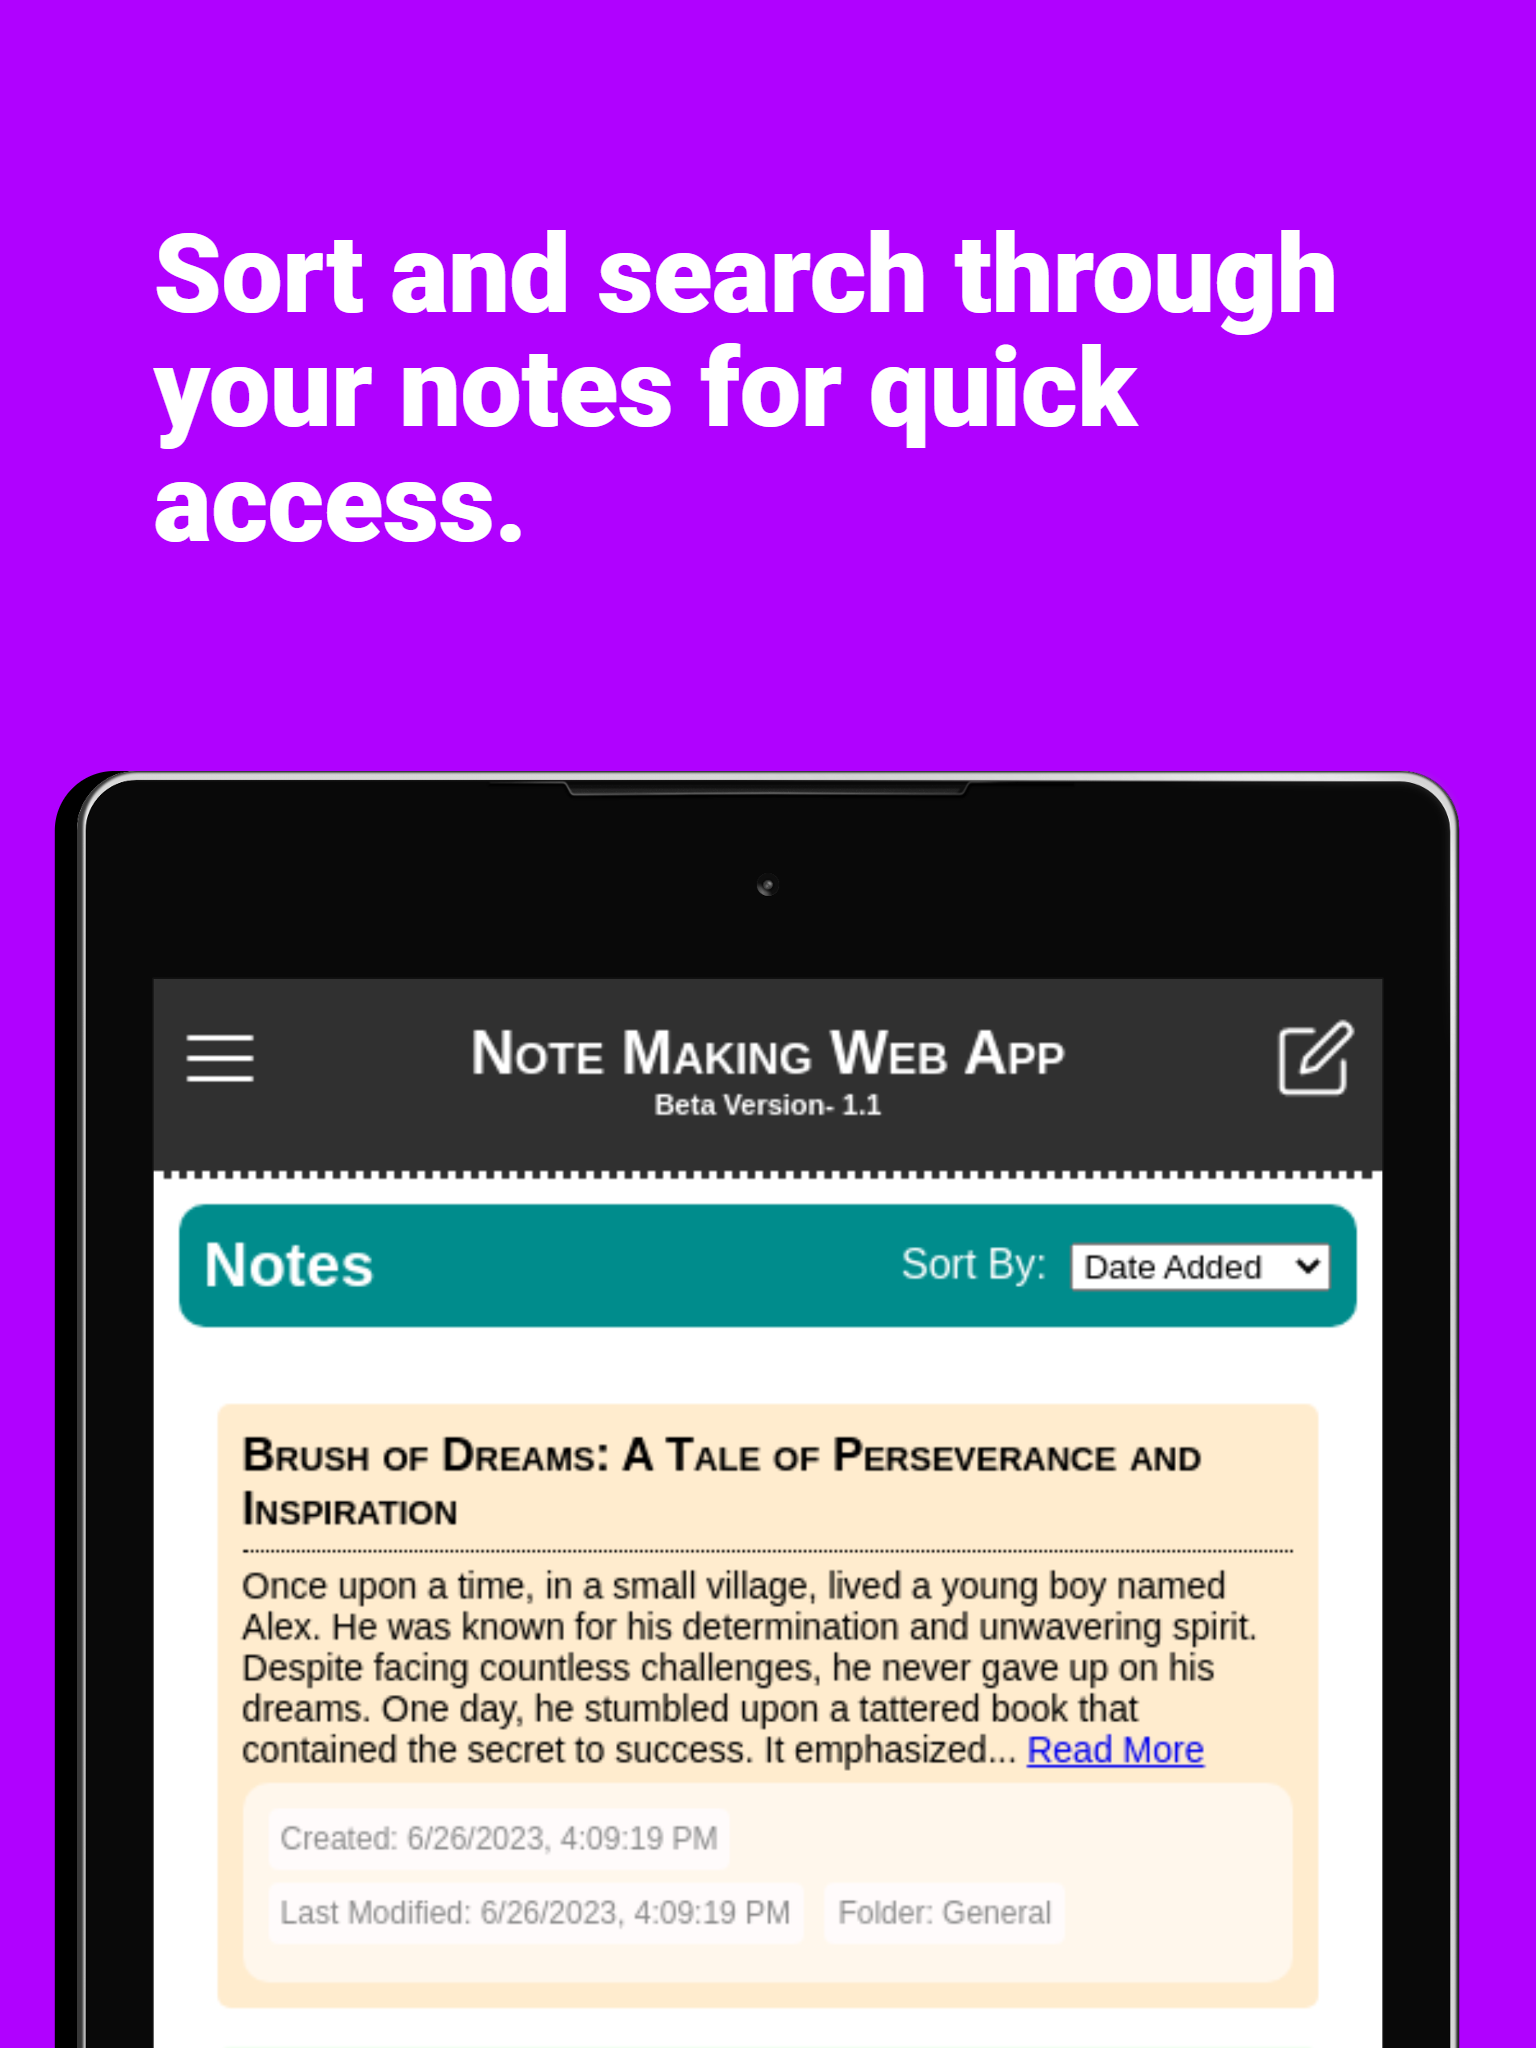 Sort and search through
your notes for quick
access.
Note Making Web App
Beta Version- 1.1
Notes
Sort By: Date Added
Brush of Dreams: A Tale of Perseverance and
Inspiration
Once upon a time, in a small village, lived a young boy named
Alex. He was known for his determination and unwavering spirit.
Despite facing countless challenges, he never gave up on his
dreams. One day, he stumbled upon a tattered book that
contained the secret to success. It emphasized... Read More
Created: 6/26/2023, 4:09:19 PM
Last Modified: 6/26/2023, 4:09:19 PM Folder: General